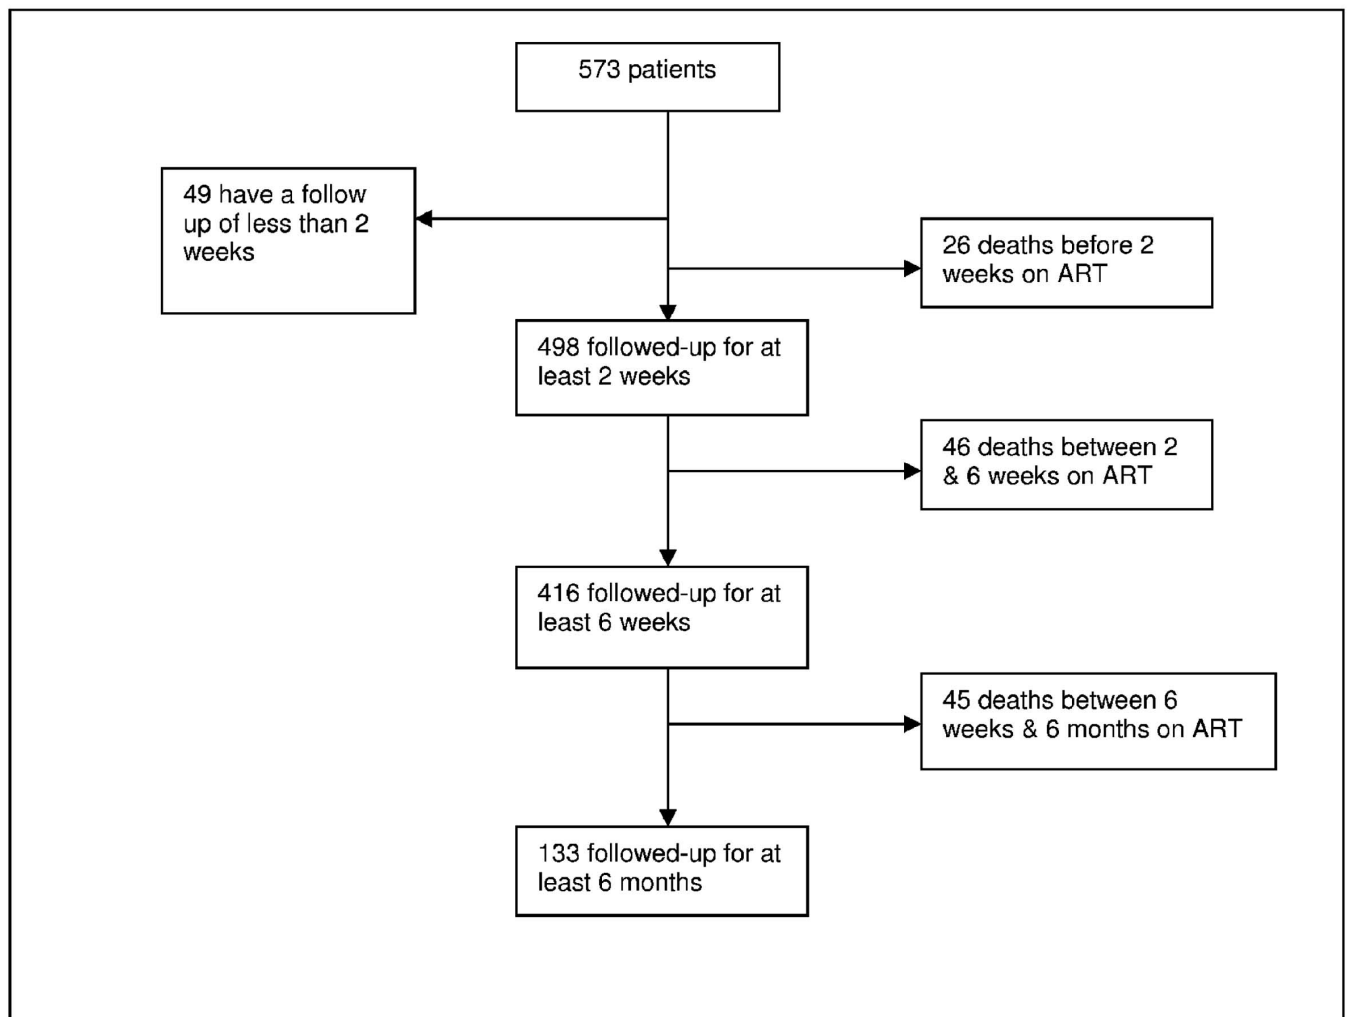 573 patients
49 have a follow
up of less than 2
weeks
26 deaths before 2
weeks on ART
498 followed-up for at
least 2 weeks
46 deaths between 2
& 6 weeks on ART
416 followed-up for at
least 6 weeks
45 deaths between 6
weeks & 6 months on ART
133 followed-up for at
least 6 months